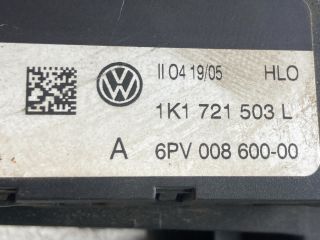 II 04 19/05 HLO
1K1 721 503 L
A 6PV 008 600-00